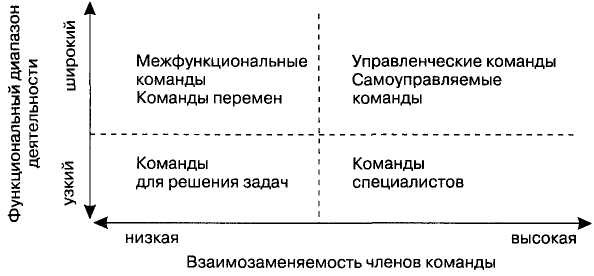 Функциональный диапазон
деятельности
широкий
узкий
Межфункциональные
команды
Команды перемен
Управленческие команды
Самоуправляемые
команды
Команды
для решения задач
Команды
специалистов
низкая
высокая
Взаимозаменяемость членов команды